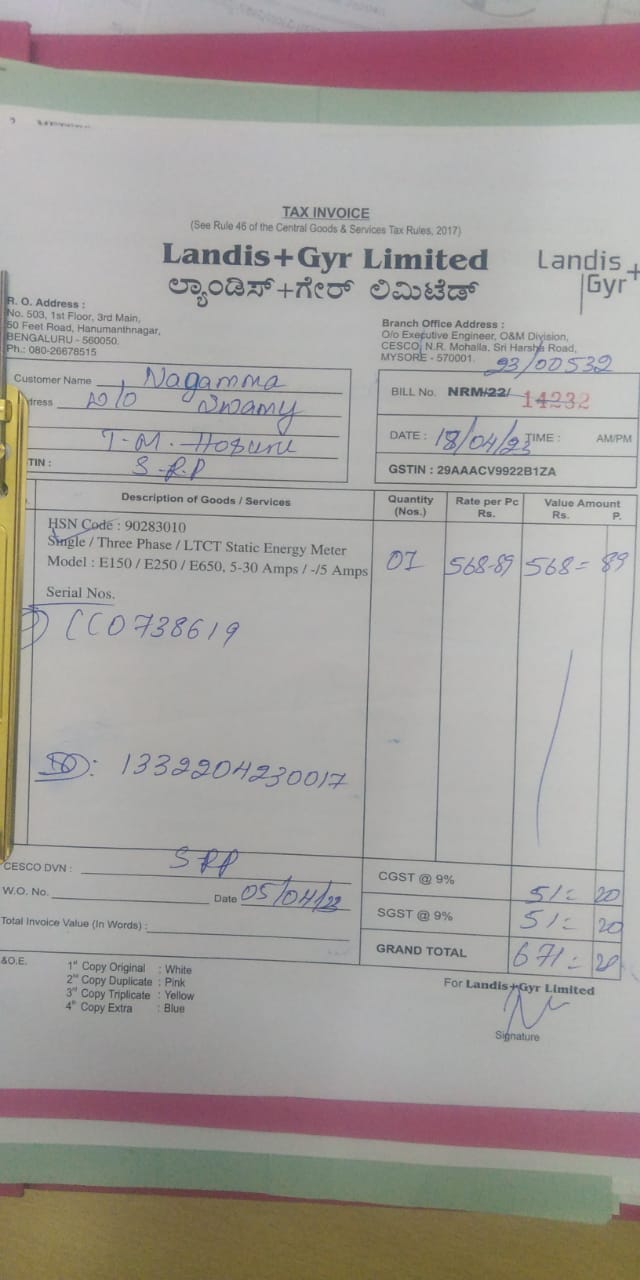 TAX INVOICE
(See Rule 46 of the Central Goods & Services Tax Rules, 2017)
Landis+Gyr Limited
ಲ್ಯಾಂಡಿಸ್+ಗೇರ್ ಲಿಮಿಟೆಡ್
Landis+
Gyr
R. O. Address :
No. 503, 1st Floor, 3rd Main,
50 Feet Road, Hanumanthnagar,
BENGALURU - 560050.
Ph.: 080-26678515
Branch Office Address :
O/o Executive Engineer, O&M Division,
CESCO, N.R. Mohalla, Sri Harsha Road,
MYSORE - 570001.
23/00532
Customer Name Nagamma
dress W/o Swamy
T-M. Hosuru
TIN : S-RP
BILL No. NRM/22/ 14232
DATE : 18/04/23 TIME : AM/PM
GSTIN : 29AAACV9922B1ZA
Description of Goods / Services Quantity (Nos.) Rate per Pc Rs. Value Amount Rs. P.
HSN Code : 90283010
Single / Three Phase / LTCT Static Energy Meter
Model : E150 / E250 / E650, 5-30 Amps / -/5 Amps 01 568-89 568= 89
Serial Nos.
CC0738619
1332204230017
CESCO DVN : SRP
W.O. No. Date 05/04/23
Total Invoice Value (In Words) :
CGST @ 9% 51= 20
SGST @ 9% 51= 20
GRAND TOTAL 671=
&O.E.
1st Copy Original : White
2nd Copy Duplicate : Pink
3rd Copy Triplicate : Yellow
4th Copy Extra : Blue
For Landis+Gyr Limited
Signature